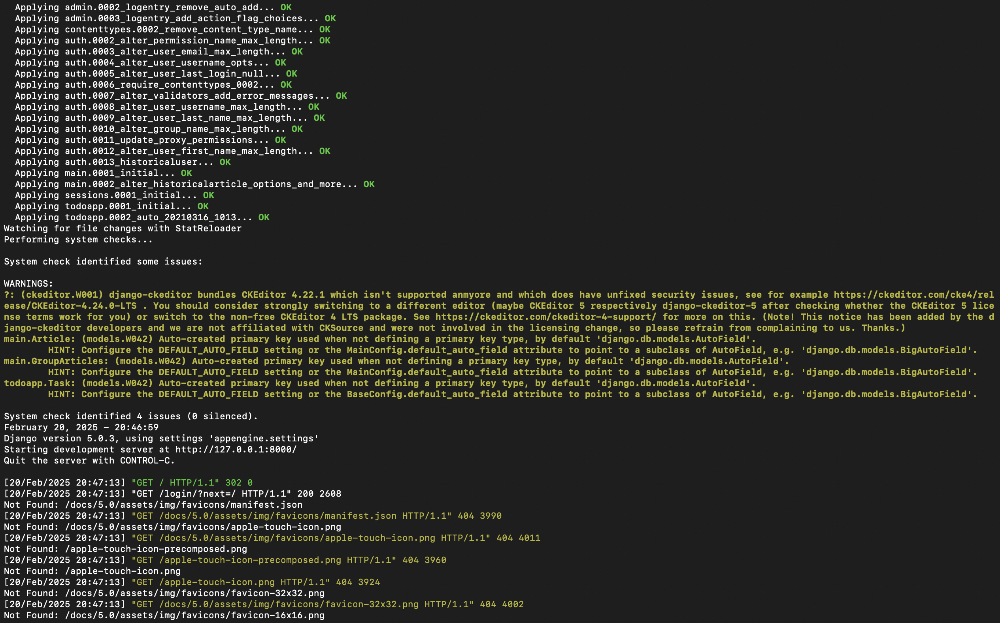 Applying admin.0002_logentry_remove_auto_add... OK
Applying admin.0003_logentry_add_action_flag_choices... OK
Applying contenttypes.0002_remove_content_type_name... OK
Applying auth.0002_alter_permission_name_max_length... OK
Applying auth.0003_alter_user_email_max_length... OK
Applying auth.0004_alter_user_username_opts... OK
Applying auth.0005_alter_user_last_login_null... OK
Applying auth.0006_require_contenttypes_0002... OK
Applying auth.0007_alter_validators_add_error_messages... OK
Applying auth.0008_alter_user_username_max_length... OK
Applying auth.0009_alter_user_last_name_max_length... OK
Applying auth.0010_alter_group_name_max_length... OK
Applying auth.0011_update_proxy_permissions... OK
Applying auth.0012_alter_user_first_name_max_length... OK
Applying auth.0013_historicaluser... OK
Applying main.0001_initial... OK
Applying main.0002_alter_historicalarticle_options_and_more... OK
Applying sessions.0001_initial... OK
Applying todoapp.0001_initial... OK
Applying todoapp.0002_auto_20210316_1013... OK
Watching for file changes with StatReloader
Performing system checks...
System check identified some issues:
WARNINGS:
?: (ckeditor.W001) django-ckeditor bundles CKEditor 4.22.1 which isn't supported anmyore and which does have unfixed security issues, see for example https://ckeditor.com/cke4/rel
ease/CKEditor-4.24.0-LTS . You should consider strongly switching to a different editor (maybe CKEditor 5 respectively django-ckeditor-5 after checking whether the CKEditor 5 lice
nse terms work for you) or switch to the non-free CKEditor 4 LTS package. See https://ckeditor.com/ckeditor-4-support/ for more on this. (Note! This notice has been added by the d
jango-ckeditor developers and we are not affiliated with CKSource and were not involved in the licensing change, so please refrain from complaining to us. Thanks.)
main.Article: (models.W042) Auto-created primary key used when not defining a primary key type, by default 'django.db.models.AutoField'.
HINT: Configure the DEFAULT_AUTO_FIELD setting or the MainConfig.default_auto_field attribute to point to a subclass of AutoField, e.g. 'django.db.models.BigAutoField'.
main.GroupArticles: (models.W042) Auto-created primary key used when not defining a primary key type, by default 'django.db.models.AutoField'.
HINT: Configure the DEFAULT_AUTO_FIELD setting or the MainConfig.default_auto_field attribute to point to a subclass of AutoField, e.g. 'django.db.models.BigAutoField'.
todoapp.Task: (models.W042) Auto-created primary key used when not defining a primary key type, by default 'django.db.models.AutoField'.
HINT: Configure the DEFAULT_AUTO_FIELD setting or the BaseConfig.default_auto_field attribute to point to a subclass of AutoField, e.g. 'django.db.models.BigAutoField'.
System check identified 4 issues (0 silenced).
February 20, 2025 - 20:46:59
Django version 5.0.3, using settings 'appengine.settings'
Starting development server at http://127.0.0.1:8000/
Quit the server with CONTROL-C.
[20/Feb/2025 20:47:13] "GET / HTTP/1.1" 302 0
[20/Feb/2025 20:47:13] "GET /login/?next=/ HTTP/1.1" 200 2608
Not Found: /docs/5.0/assets/img/favicons/manifest.json
[20/Feb/2025 20:47:13] "GET /docs/5.0/assets/img/favicons/manifest.json HTTP/1.1" 404 3990
Not Found: /docs/5.0/assets/img/favicons/apple-touch-icon.png
[20/Feb/2025 20:47:13] "GET /docs/5.0/assets/img/favicons/apple-touch-icon.png HTTP/1.1" 404 4011
Not Found: /apple-touch-icon-precomposed.png
[20/Feb/2025 20:47:13] "GET /apple-touch-icon-precomposed.png HTTP/1.1" 404 3960
Not Found: /apple-touch-icon.png
[20/Feb/2025 20:47:13] "GET /apple-touch-icon.png HTTP/1.1" 404 3924
Not Found: /docs/5.0/assets/img/favicons/favicon-32x32.png
[20/Feb/2025 20:47:13] "GET /docs/5.0/assets/img/favicons/favicon-32x32.png HTTP/1.1" 404 4002
Not Found: /docs/5.0/assets/img/favicons/favicon-16x16.png